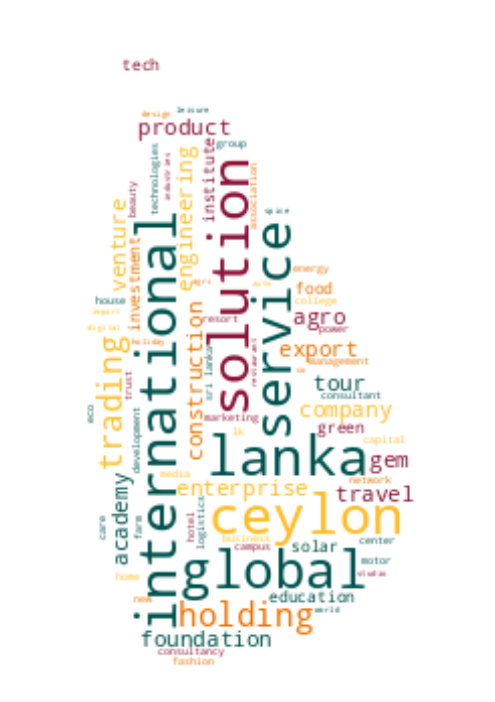 tech
leisure
design
product
group
technologies
industries
institute
engineering
solution
association
beauty
venture
international
spice
service
investment
energy
agri
auto
food
college
house
export
digital
holiday
resort
agro
power
construction
sri lanka
restaurant
export
management
trading
trust
tour
consultant
eco
development
marketing
company
green
lk
capital
lanka
gem
academy
media
enterprise
network
travel
care
farm
hotel
logistics
ceylon
business
campus
solar
center
motor
studio
home
global
new
education
holding
world
foundation
consultancy
fashion